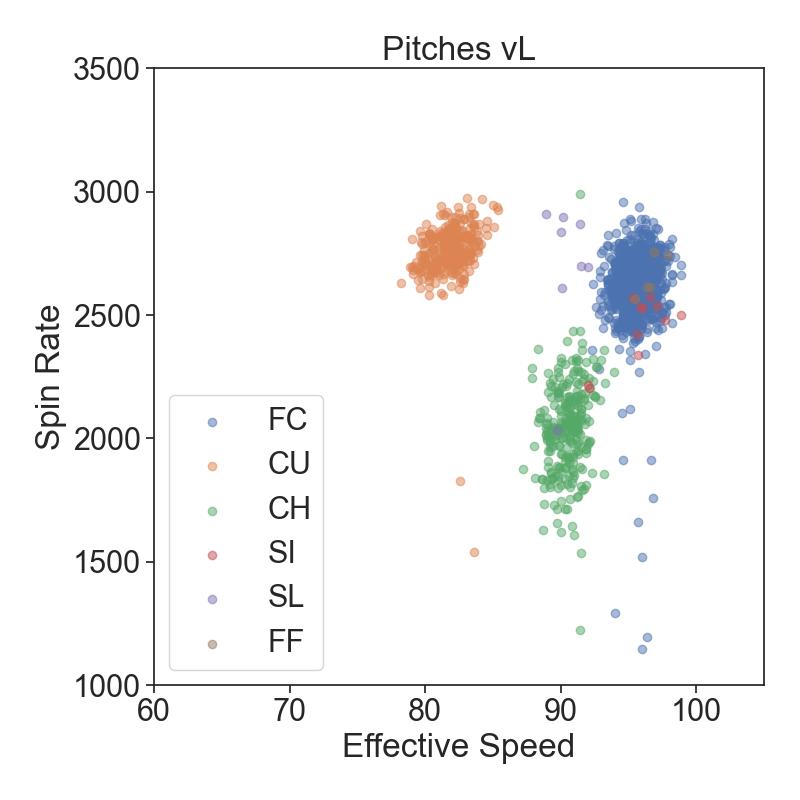 Pitches vL
3500
3000
2500
2000
1500
1000
Spin Rate
FC
CU
CH
SI
SL
FF
60
70
80
90
100
Effective Speed